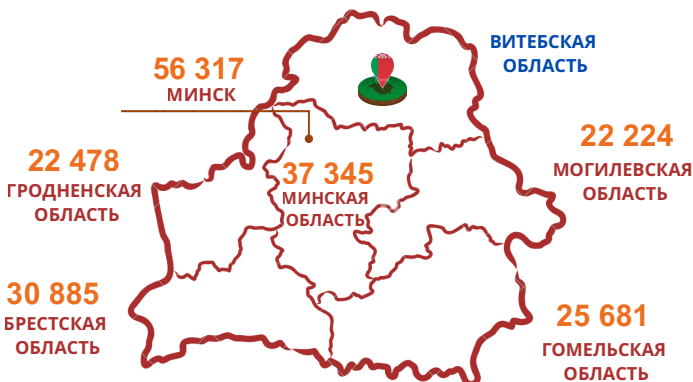 ВИТЕБСКАЯ
ОБЛАСТЬ
56 317
МИНСК
22 478
ГРОДНЕНСКАЯ
ОБЛАСТЬ
37 345
МИНСКАЯ
ОБЛАСТЬ
22 224
МОГИЛЕВСКАЯ
ОБЛАСТЬ
30 885
БРЕСТСКАЯ
ОБЛАСТЬ
25 681
ГОМЕЛЬСКАЯ
ОБЛАСТЬ